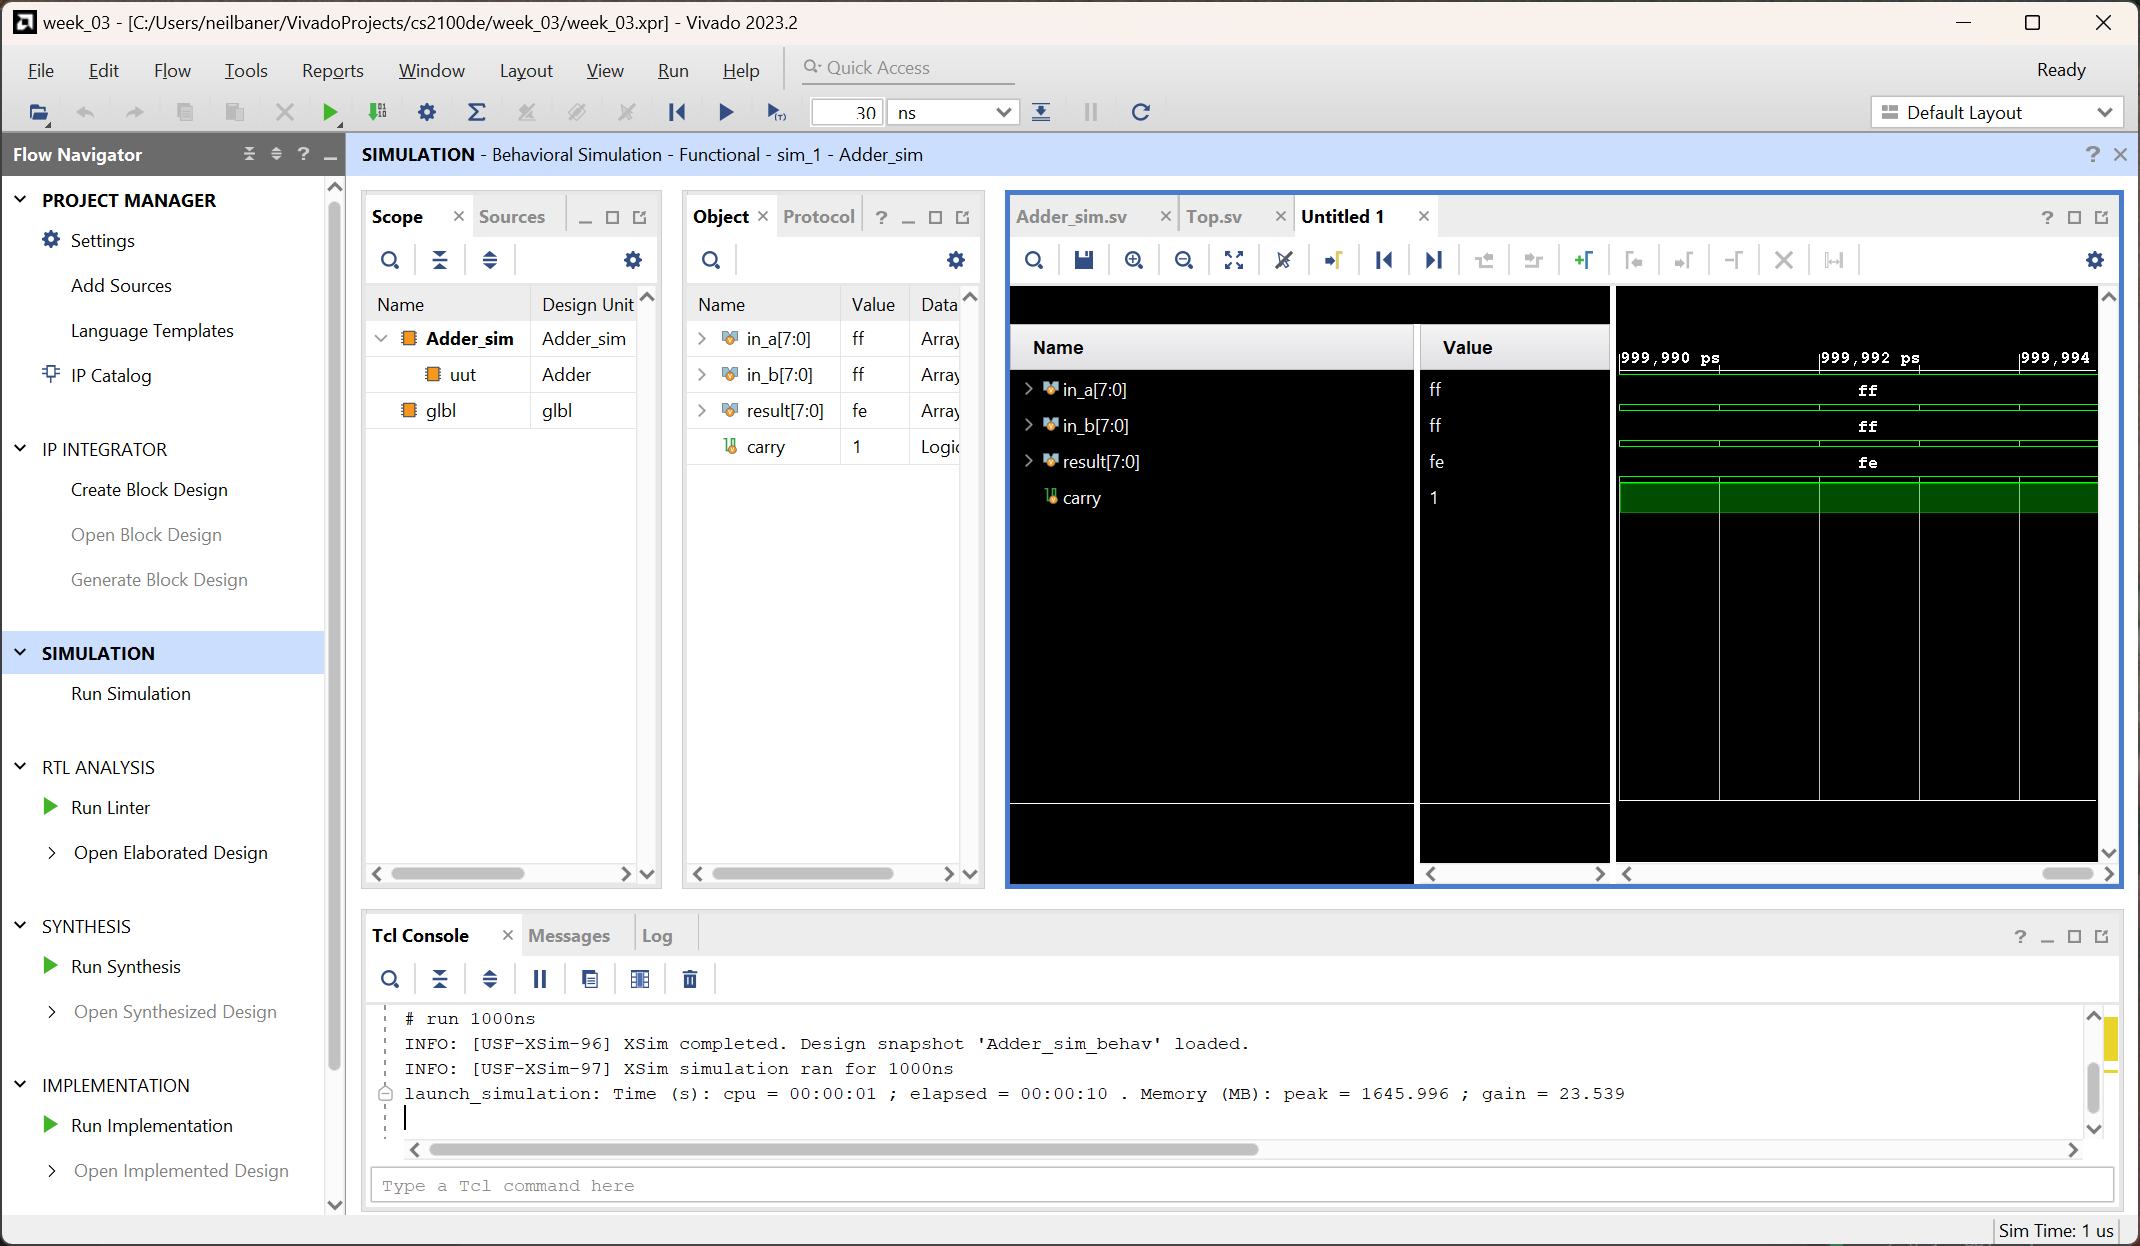 week_03 - [C:/Users/neilbaner/VivadoProjects/cs2100de/week_03/week_03.xpr] - Vivado 2023.2
File Edit Flow Tools Reports Window Layout View Run Help Quick Access Ready
30 ns Default Layout
Flow Navigator
SIMULATION - Behavioral Simulation - Functional - sim_1 - Adder_sim
PROJECT MANAGER
Settings
Add Sources
Language Templates
IP Catalog
IP INTEGRATOR
Create Block Design
Open Block Design
Generate Block Design
SIMULATION
Run Simulation
RTL ANALYSIS
Run Linter
Open Elaborated Design
SYNTHESIS
Run Synthesis
Open Synthesized Design
IMPLEMENTATION
Run Implementation
Open Implemented Design
Scope Sources
Name Design Unit
Adder_sim Adder_sim
uut Adder
glbl glbl
Object Protocol
Name Value Data
in_a[7:0] ff Array
in_b[7:0] ff Array
result[7:0] fe Array
carry 1 Logic
Adder_sim.sv Top.sv Untitled 1
Name Value
999,990 ps 999,992 ps 999,994
in_a[7:0] ff ff
in_b[7:0] ff ff
result[7:0] fe fe
carry 1
Tcl Console Messages Log
# run 1000ns
INFO: [USF-XSim-96] XSim completed. Design snapshot 'Adder_sim_behav' loaded.
INFO: [USF-XSim-97] XSim simulation ran for 1000ns
launch_simulation: Time (s): cpu = 00:00:01 ; elapsed = 00:00:10 . Memory (MB): peak = 1645.996 ; gain = 23.539
Type a Tcl command here
Sim Time: 1 us